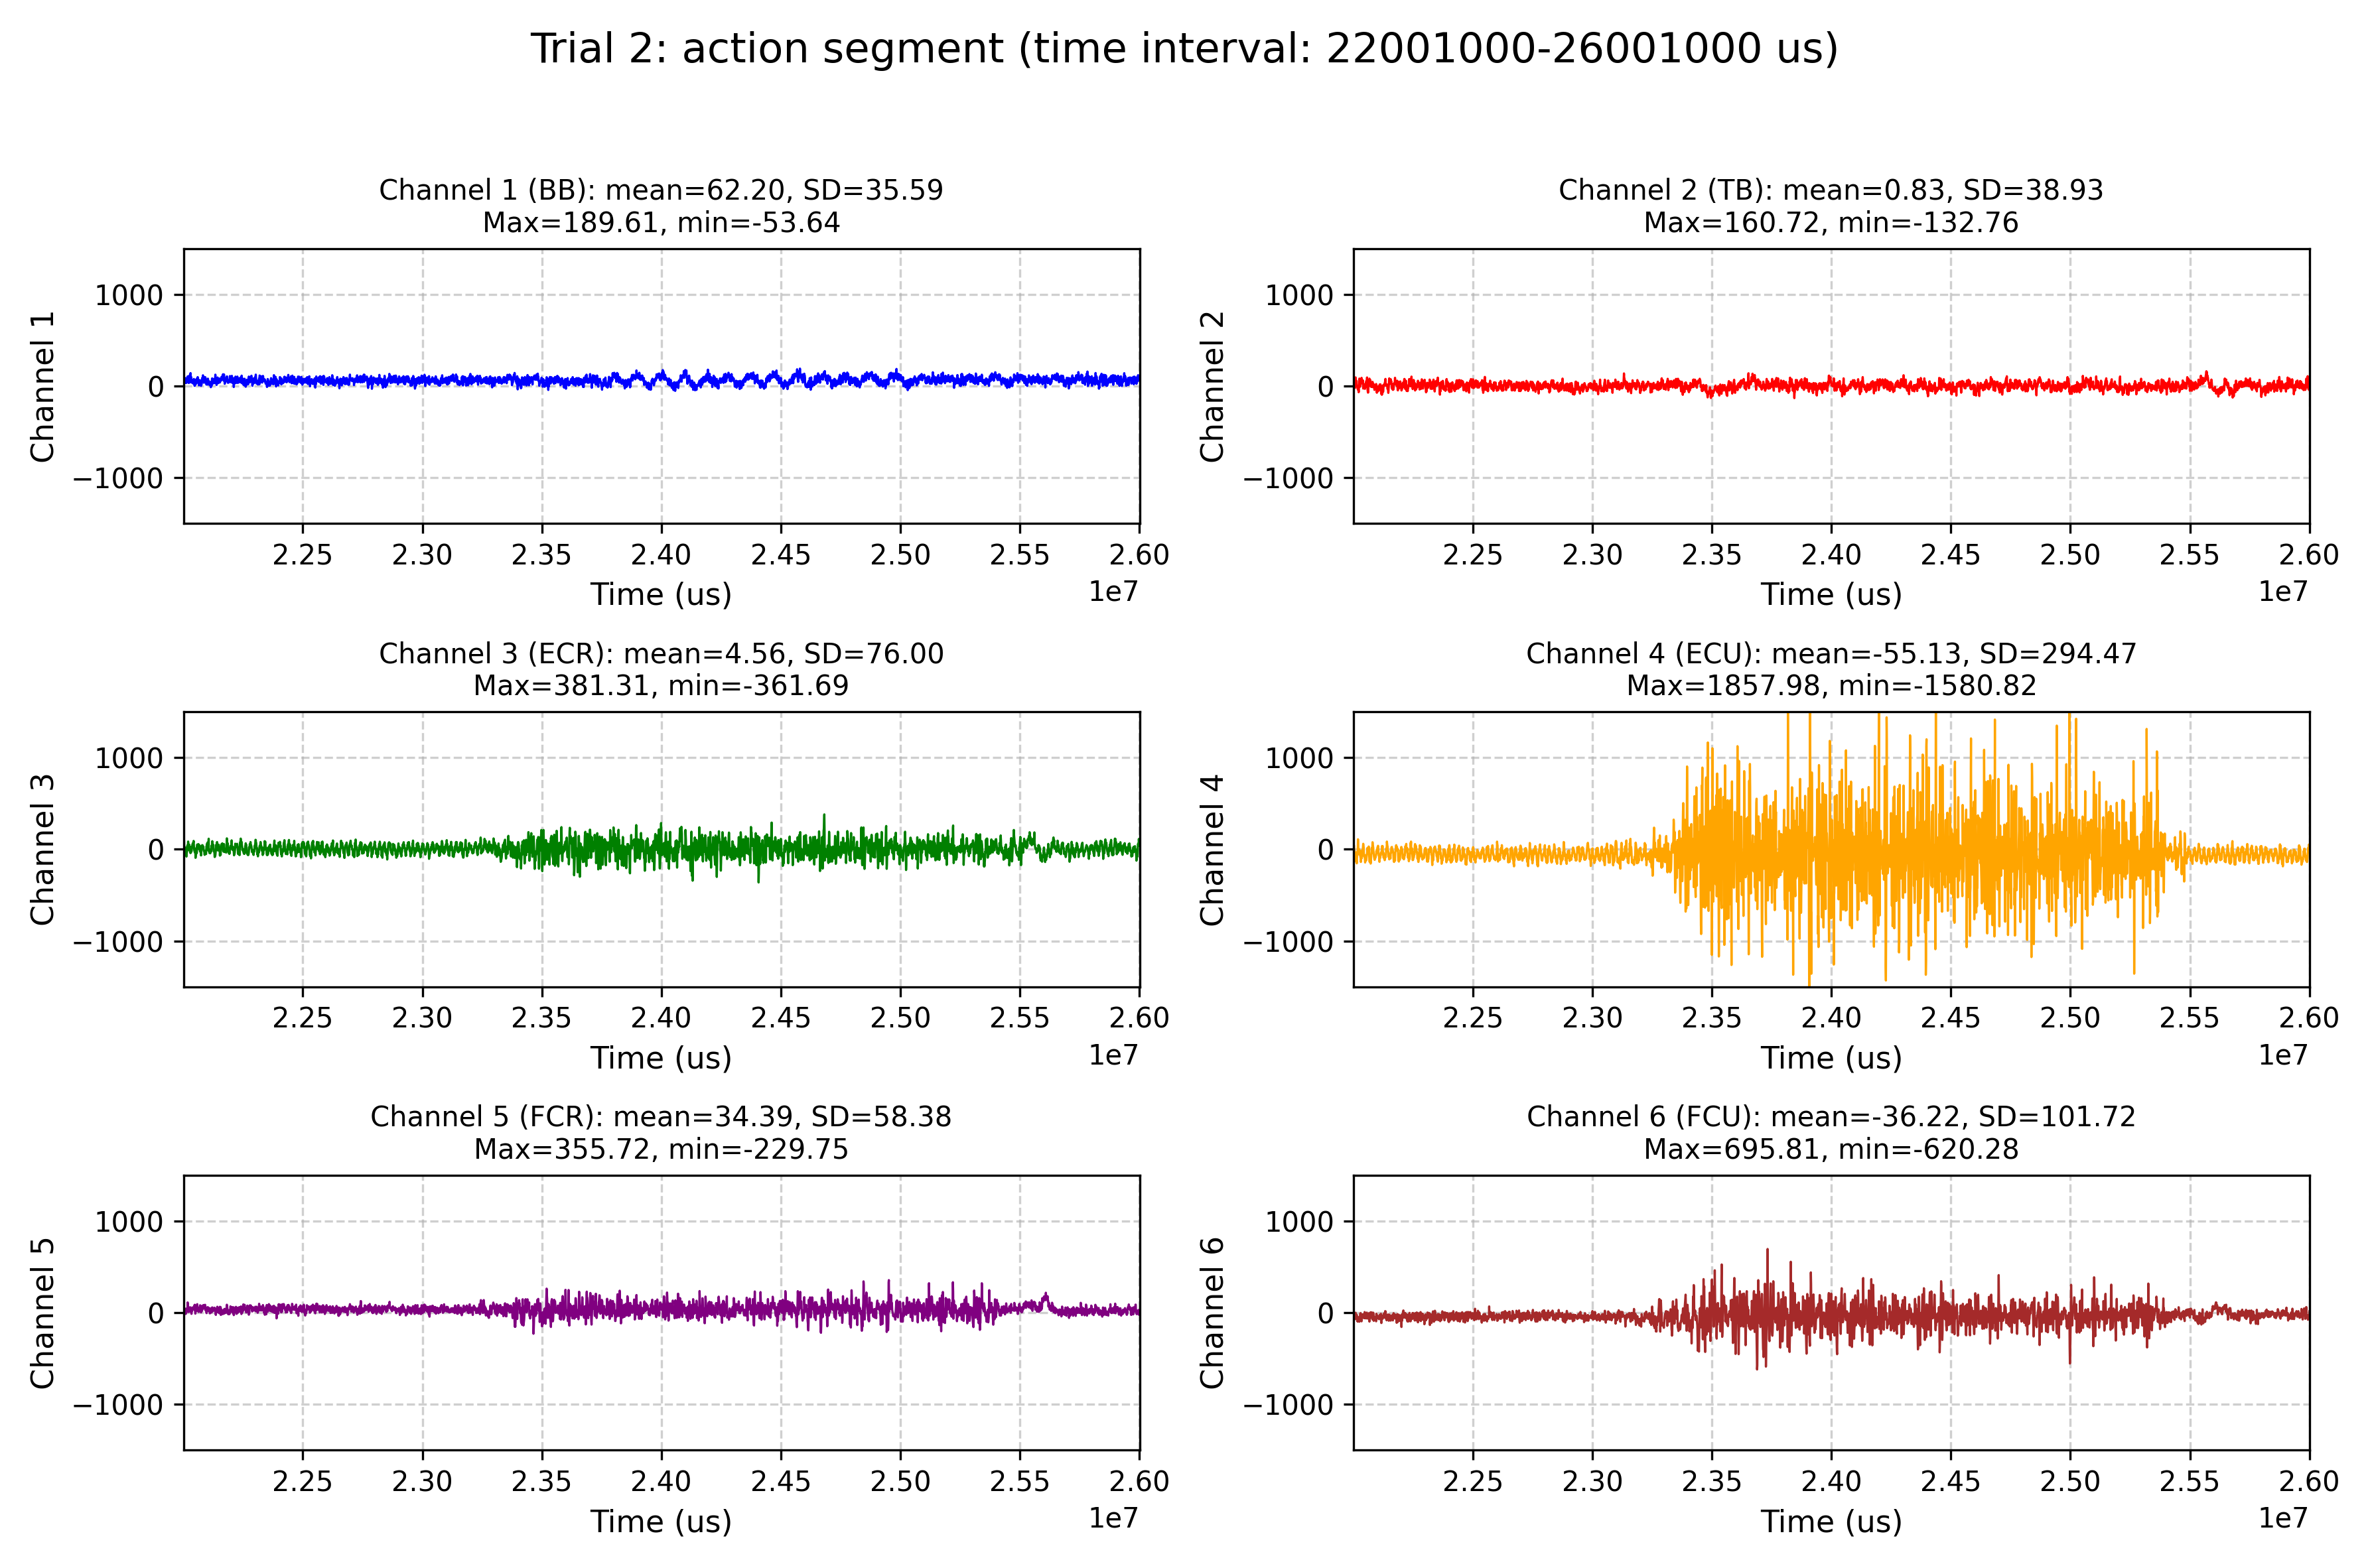 Trial 2: action segment (time interval: 22001000-26001000 us)
Channel 1 (BB): mean=62.20, SD=35.59
Max=189.61, min=-53.64
Channel 1
1000
0
−1000
2.25 2.30 2.35 2.40 2.45 2.50 2.55 2.60
Time (us)
1e7
Channel 2 (TB): mean=0.83, SD=38.93
Max=160.72, min=-132.76
Channel 2
1000
0
−1000
2.25 2.30 2.35 2.40 2.45 2.50 2.55 2.60
Time (us)
1e7
Channel 3 (ECR): mean=4.56, SD=76.00
Max=381.31, min=-361.69
Channel 3
1000
0
−1000
2.25 2.30 2.35 2.40 2.45 2.50 2.55 2.60
Time (us)
1e7
Channel 4 (ECU): mean=-55.13, SD=294.47
Max=1857.98, min=-1580.82
Channel 4
1000
0
−1000
2.25 2.30 2.35 2.40 2.45 2.50 2.55 2.60
Time (us)
1e7
Channel 5 (FCR): mean=34.39, SD=58.38
Max=355.72, min=-229.75
Channel 5
1000
0
−1000
2.25 2.30 2.35 2.40 2.45 2.50 2.55 2.60
Time (us)
1e7
Channel 6 (FCU): mean=-36.22, SD=101.72
Max=695.81, min=-620.28
Channel 6
1000
0
−1000
2.25 2.30 2.35 2.40 2.45 2.50 2.55 2.60
Time (us)
1e7